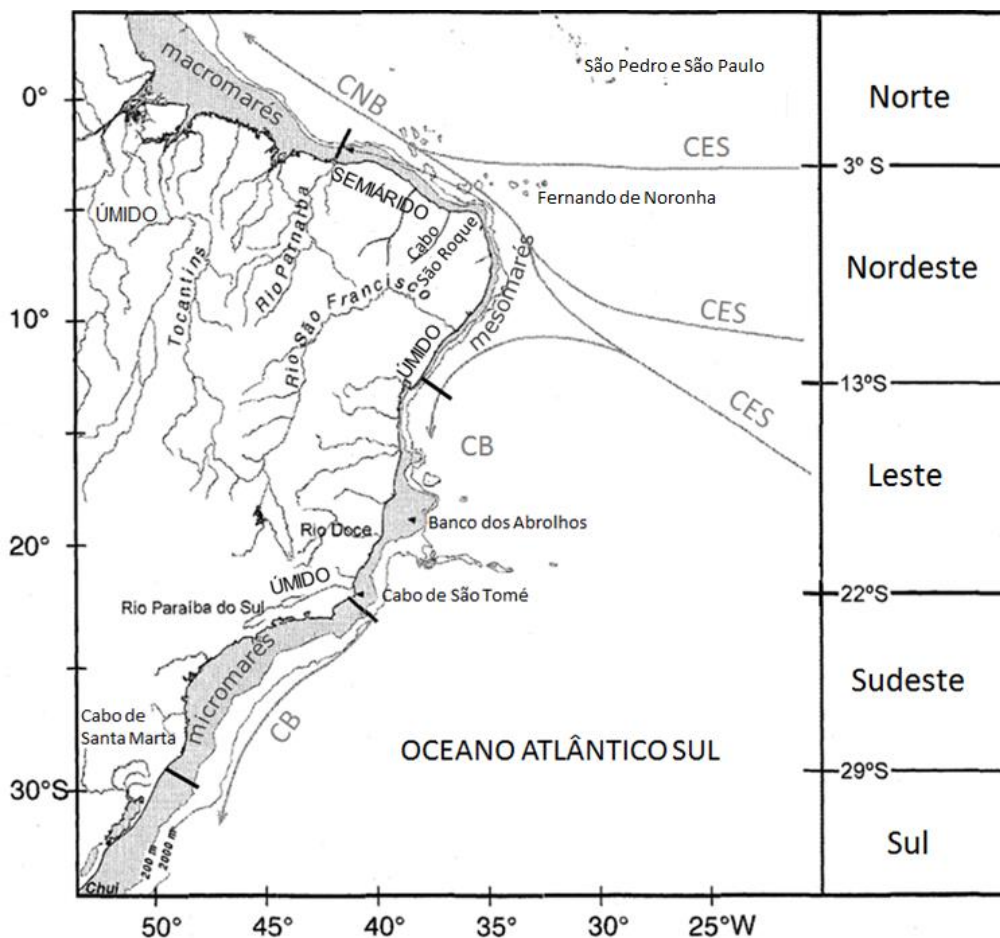 São Pedro e São Paulo
macromarés
CNB
0°
Norte
CES
3° S
SEMIÁRIDO
Fernando de Noronha
ÚMIDO
Rio Parnaíba
Cabo
São Roque
Tocantins
Rio São Francisco
mesomarés
Nordeste
CES
10°
ÚMIDO
13°S
CES
CB
Leste
Banco dos Abrolhos
Rio Doce
20°
ÚMIDO
Cabo de São Tomé
22°S
Rio Paraíba do Sul
micromarés
Sudeste
Cabo de
Santa Marta
CB
OCEANO ATLÂNTICO SUL
29°S
30°S
Sul
200 m
2000 m
Chuí
50°
45°
40°
35°
30°
25°W